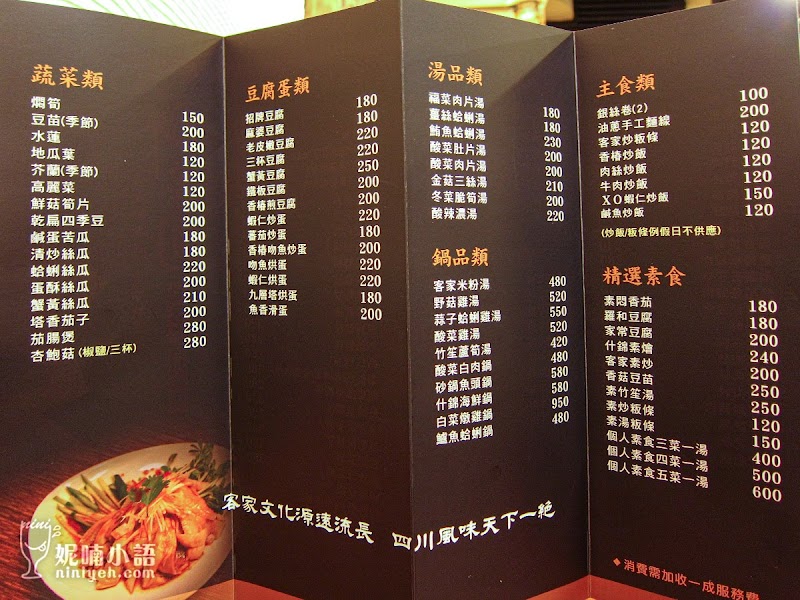 蔬菜類
燜筍 150
豆苗(季節) 200
水蓮 180
地瓜葉 120
芥蘭(季節) 120
高麗菜 120
鮮菇筍片 200
乾扁四季豆 200
鹹蛋苦瓜 180
清炒絲瓜 180
蛤蜊絲瓜 220
蛋酥絲瓜 200
蟹黃絲瓜 210
塔香茄子 200
茄腸煲 280
杏鮑菇(椒鹽/三杯) 280
豆腐蛋類
招牌豆腐 180
麻婆豆腐 180
老皮嫩豆腐 220
三杯豆腐 220
蟹黃豆腐 250
鐵板豆腐 200
香椿煎豆腐 200
蝦仁炒蛋 220
蕃茄炒蛋 200
香椿吻魚炒蛋 200
吻魚烘蛋 220
蝦仁烘蛋 220
九層塔烘蛋 180
魚香滑蛋 200
湯品類
福菜肉片湯 180
薑絲蛤蜊湯 180
鮪魚蛤蜊湯 230
酸菜肚片湯 200
酸菜肉片湯 200
金菇三絲湯 210
冬菜脆筍湯 200
酸辣濃湯 220
鍋品類
客家米粉湯 480
野菇雞湯 520
蒜子蛤蜊雞湯 550
酸菜雞湯 520
竹笙蘆筍湯 420
酸菜白肉鍋 480
砂鍋魚頭鍋 580
什錦海鮮鍋 580
白菜燉雞鍋 950
鱸魚蛤蜊鍋 480
主食類
銀絲卷(2) 100
油蔥手工麵線 200
客家炒粄條 120
香椿炒飯 120
肉絲炒飯 120
牛肉炒飯 120
XO蝦仁炒飯 150
鹹魚炒飯 120
(炒飯/粄條例假日不供應)
精選素食
素悶香茄 180
羅和豆腐 180
家常豆腐 200
什錦素燴 240
客家素炒 200
香菇豆苗 250
素竹笙湯 250
素炒粄條 120
素湯粄條 150
個人素食三菜一湯 400
個人素食四菜一湯 500
個人素食五菜一湯 600
客家文化源遠流長 四川風味天下一絕
◆消費需加收一成服務費
nini
妮喃小語
niniyeh.com